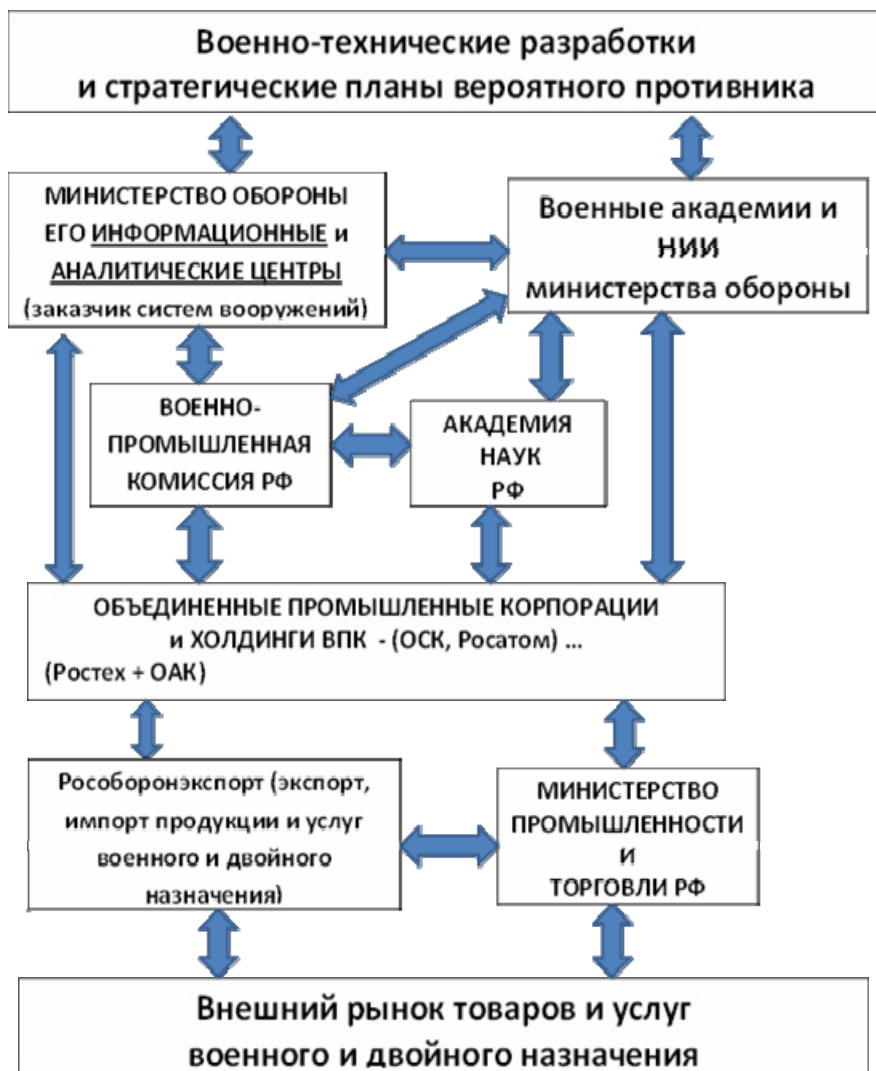 Военно-технические разработки
и стратегические планы вероятного противника
МИНИСТЕРСТВО ОБОРОНЫ
ЕГО ИНФОРМАЦИОННЫЕ и
АНАЛИТИЧЕСКИЕ ЦЕНТРЫ
(заказчик систем вооружений)
Военные академии и
НИИ
министерства обороны
ВОЕННО-
ПРОМЫШЛЕННАЯ
КОМИССИЯ РФ
АКАДЕМИЯ
НАУК
РФ
ОБЪЕДИНЕННЫЕ ПРОМЫШЛЕННЫЕ КОРПОРАЦИИ
и ХОЛДИНГИ ВПК - (ОСК, Росатом) ...
(Ростех + ОАК)
Рособоронэкспорт (экспорт,
импорт продукции и услуг
военного и двойного
назначения)
МИНИСТЕРСТВО
ПРОМЫШЛЕННОСТИ
И
ТОРГОВЛИ РФ
Внешний рынок товаров и услуг
военного и двойного назначения